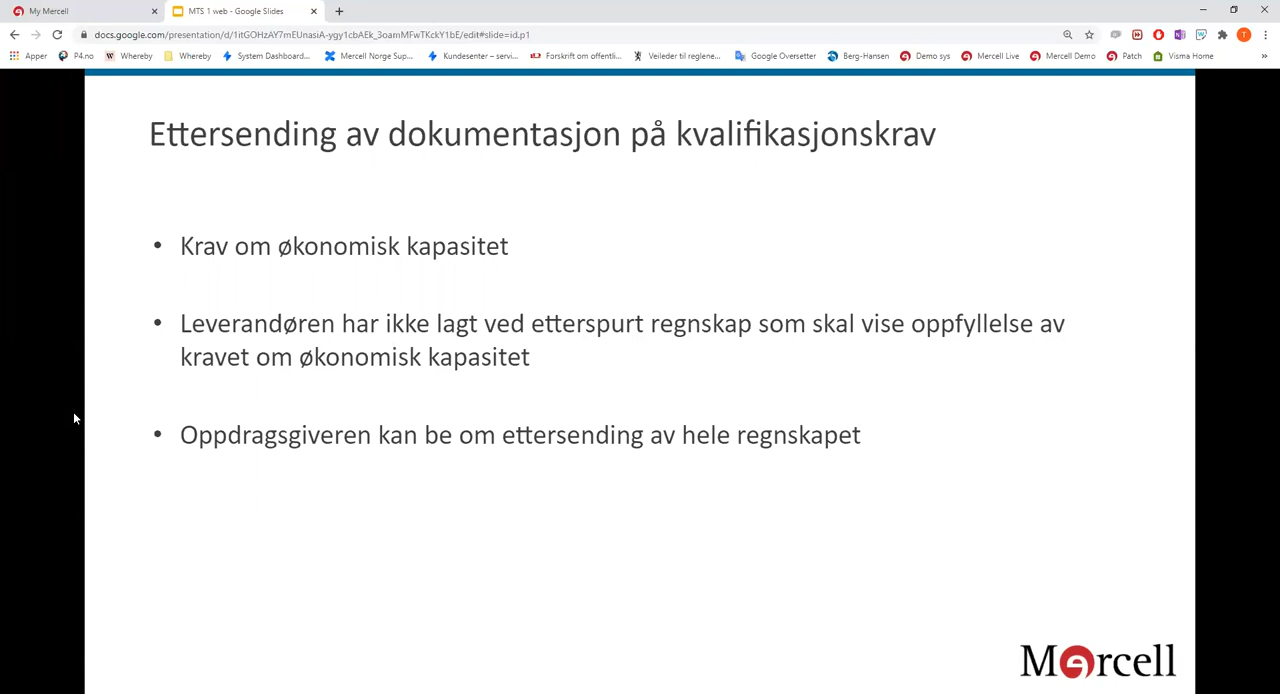 My Mercell
MTS 1 web - Google Slides
docs.google.com/presentation/d/1itGOHzAY7mEUnasiA-ygy1cbAEk_3oamMFwTKckY1bE/edit#slide=id.p1
Apper P4.no Whereby Whereby System Dashboard... Mercell Norge Sup... Kundesenter – servi... Forskrift om offentl... Veileder til reglene... Google Oversetter Berg-Hansen Demo sys Mercell Live Mercell Demo Patch Visma Home »
Ettersending av dokumentasjon på kvalifikasjonskrav
• Krav om økonomisk kapasitet
• Leverandøren har ikke lagt ved etterspurt regnskap som skal vise oppfyllelse av
kravet om økonomisk kapasitet
• Oppdragsgiveren kan be om ettersending av hele regnskapet
Mercell